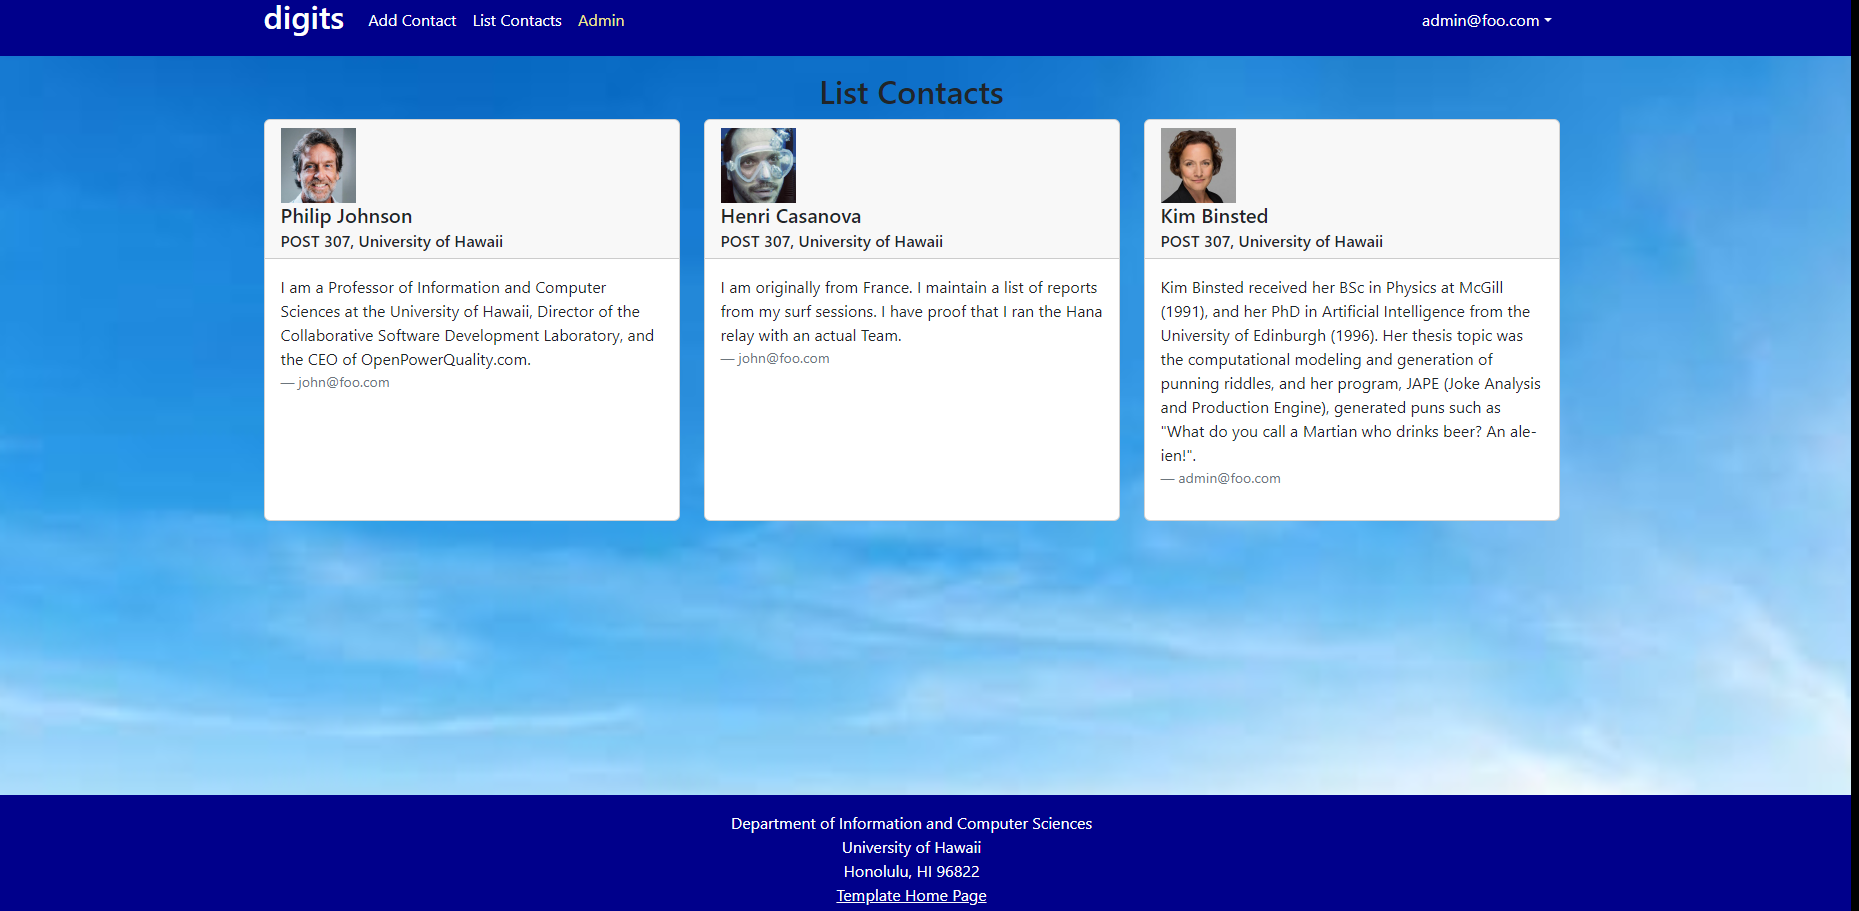 digits Add Contact List Contacts Admin admin@foo.com
List Contacts
Philip Johnson
POST 307, University of Hawaii
I am a Professor of Information and Computer
Sciences at the University of Hawaii, Director of the
Collaborative Software Development Laboratory, and
the CEO of OpenPowerQuality.com.
— john@foo.com
Henri Casanova
POST 307, University of Hawaii
I am originally from France. I maintain a list of reports
from my surf sessions. I have proof that I ran the Hana
relay with an actual Team.
— john@foo.com
Kim Binsted
POST 307, University of Hawaii
Kim Binsted received her BSc in Physics at McGill
(1991), and her PhD in Artificial Intelligence from the
University of Edinburgh (1996). Her thesis topic was
the computational modeling and generation of
punning riddles, and her program, JAPE (Joke Analysis
and Production Engine), generated puns such as
"What do you call a Martian who drinks beer? An ale-
ien!".
— admin@foo.com
Department of Information and Computer Sciences
University of Hawaii
Honolulu, HI 96822
Template Home Page